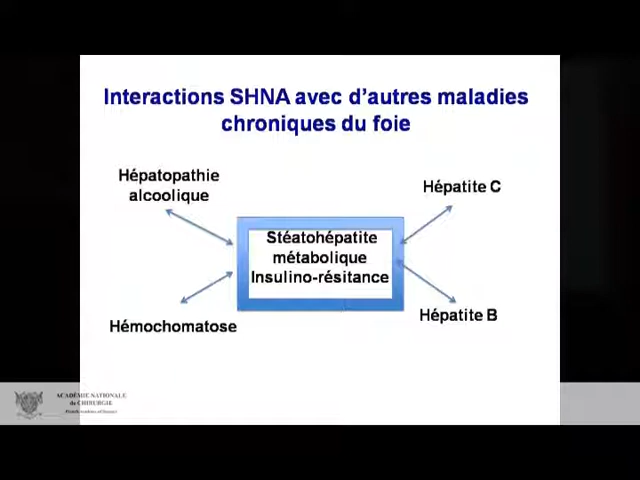 Interactions SHNA avec d'autres maladies
chroniques du foie
Hépatopathie
alcoolique
Hépatite C
Stéatohépatite
métabolique
Insulino-résitance
Hémochomatose
Hépatite B
ACADÉMIE NATIONALE
de CHIRURGIE